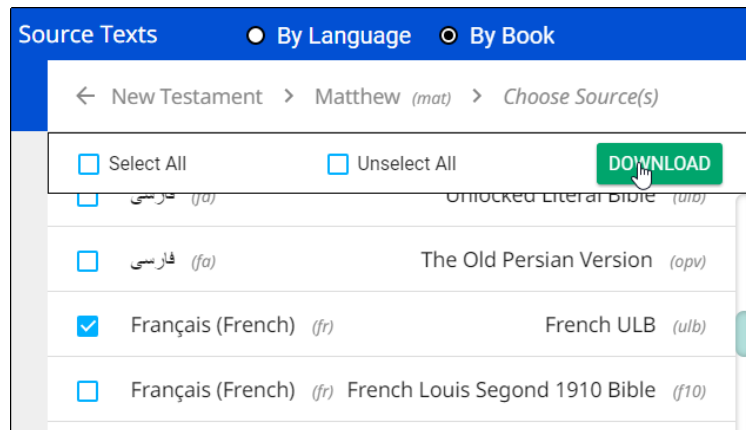 Source Texts By Language By Book
← New Testament > Matthew (mat) > Choose Source(s)
Select All Unselect All DOWNLOAD
فارسی (fa) Unlocked Literal Bible (ulb)
فارسی (fa) The Old Persian Version (opv)
Français (French) (fr) French ULB (ulb)
Français (French) (fr) French Louis Segond 1910 Bible (f10)